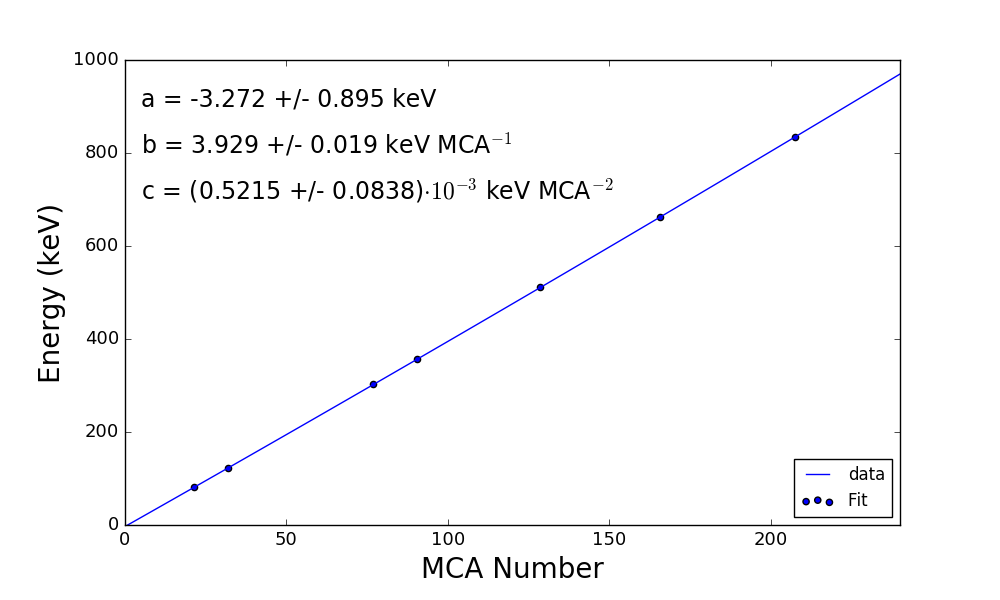 1000
a = -3.272 +/- 0.895 keV
b = 3.929 +/- 0.019 keV MCA⁻¹
800
c = (0.5215 +/- 0.0838)·10⁻³ keV MCA⁻²
600
Energy (keV)
400
200
data
Fit
0
0 50 100 150 200
MCA Number